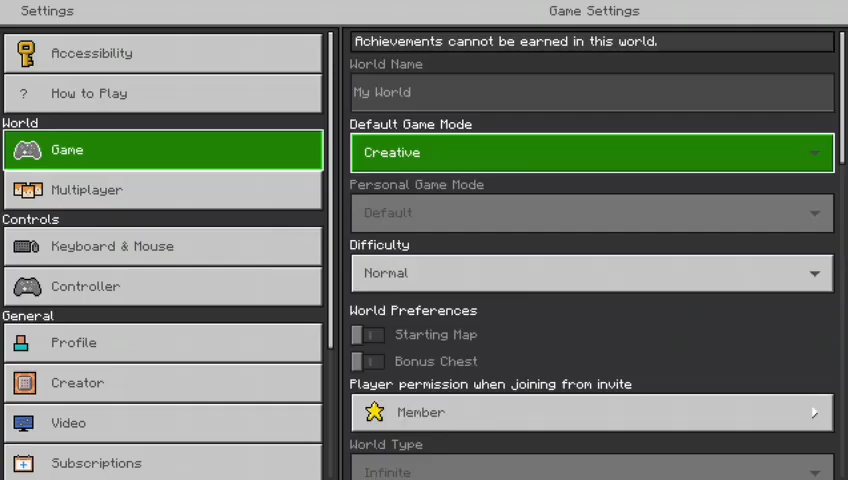 Settings
Game Settings
Accessibility
? How to Play
World
Game
Multiplayer
Controls
Keyboard & Mouse
Controller
General
Profile
Creator
Video
Subscriptions
Achievements cannot be earned in this world.
World Name
My World
Default Game Mode
Creative
Personal Game Mode
Default
Difficulty
Normal
World Preferences
Starting Map
Bonus Chest
Player permission when joining from invite
Member
World Type
Infinite